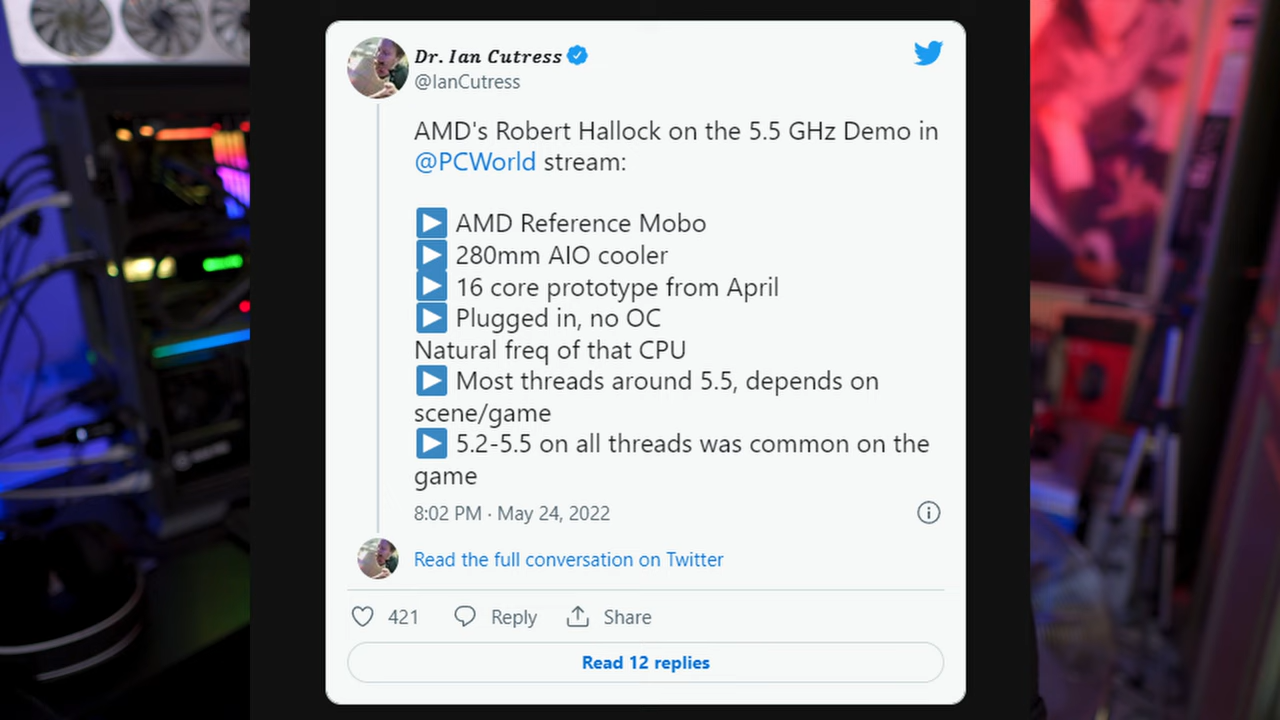 Dr. Ian Cutress
@IanCutress
AMD's Robert Hallock on the 5.5 GHz Demo in
@PCWorld stream:
▶ AMD Reference Mobo
▶ 280mm AIO cooler
▶ 16 core prototype from April
▶ Plugged in, no OC
Natural freq of that CPU
▶ Most threads around 5.5, depends on
scene/game
▶ 5.2-5.5 on all threads was common on the
game
8:02 PM · May 24, 2022
Read the full conversation on Twitter
421 Reply Share
Read 12 replies